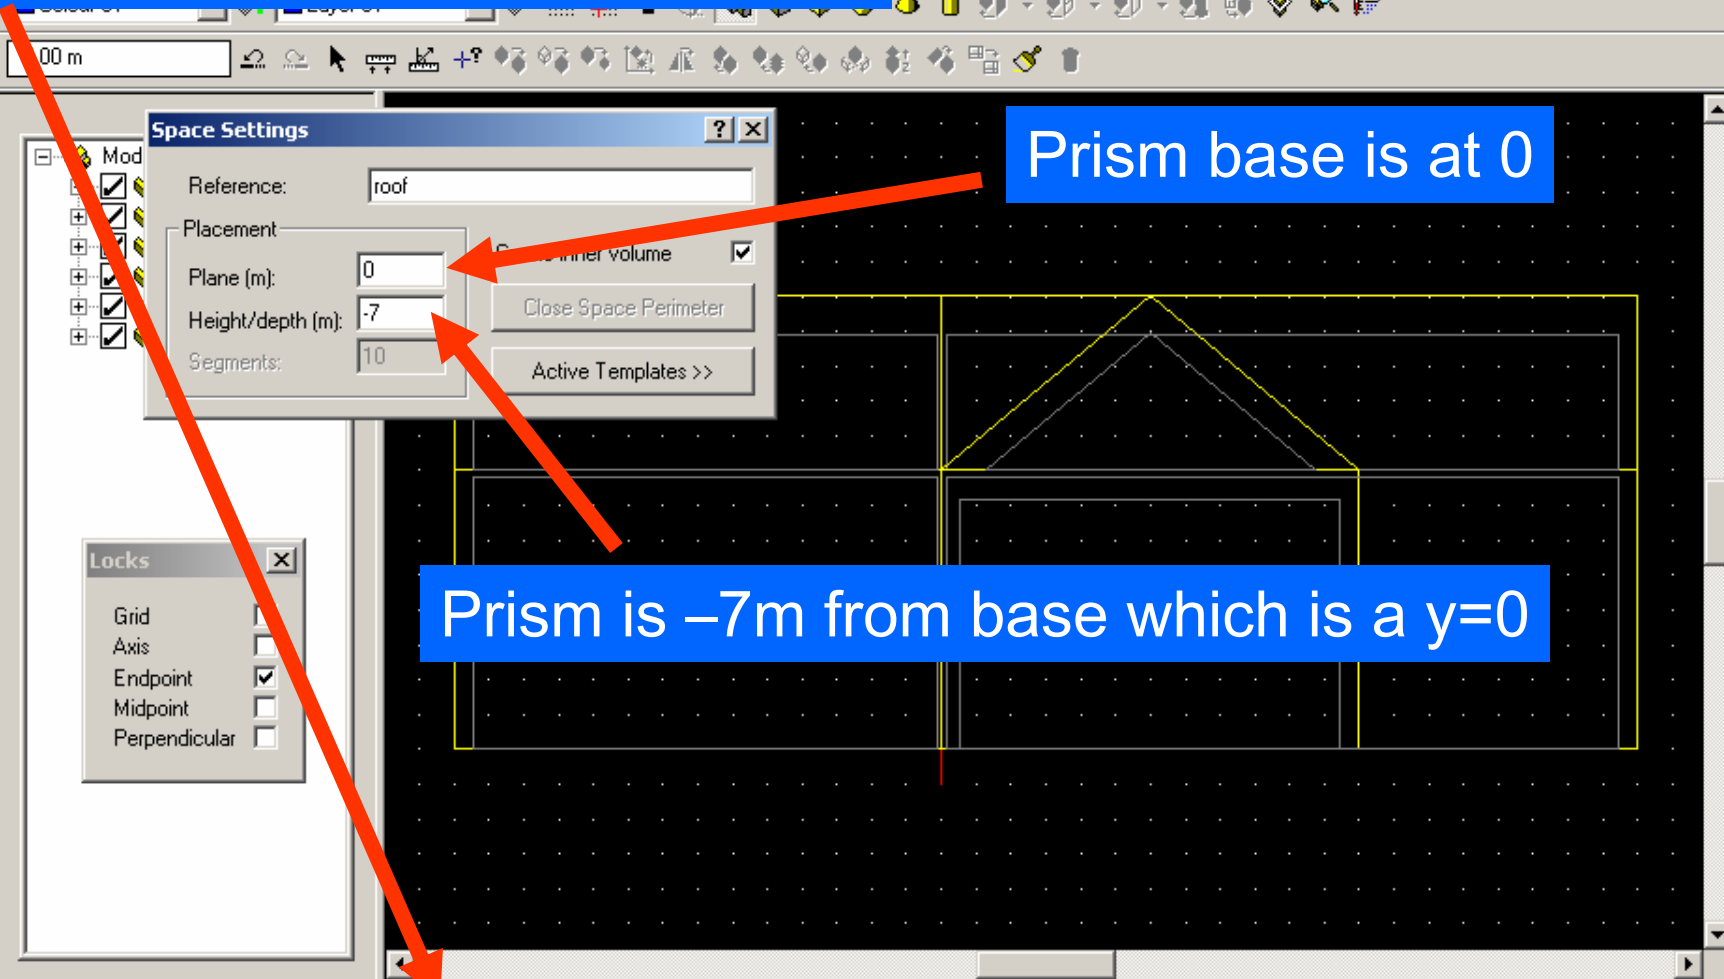 00 m
Space Settings
Prism base is at 0
Mod
Reference:
roof
Placement
inner volume
Plane (m):
0
Height/depth (m):
-7
Close Space Perimeter
Segments:
10
Active Templates >>
Locks
Grid
Axis
Endpoint
Midpoint
Perpendicular
Prism is –7m from base which is a y=0